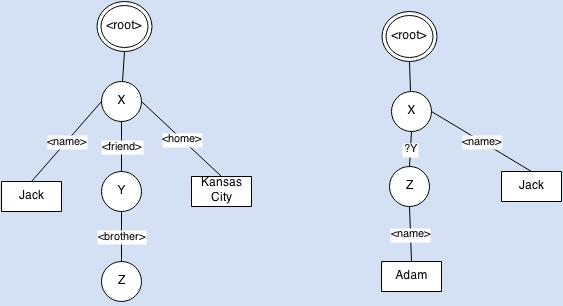 <root>
X
<name>
<friend>
<home>
Jack
Y
Kansas
City
<brother>
Z
<root>
X
?Y
<name>
Z
Jack
<name>
Adam